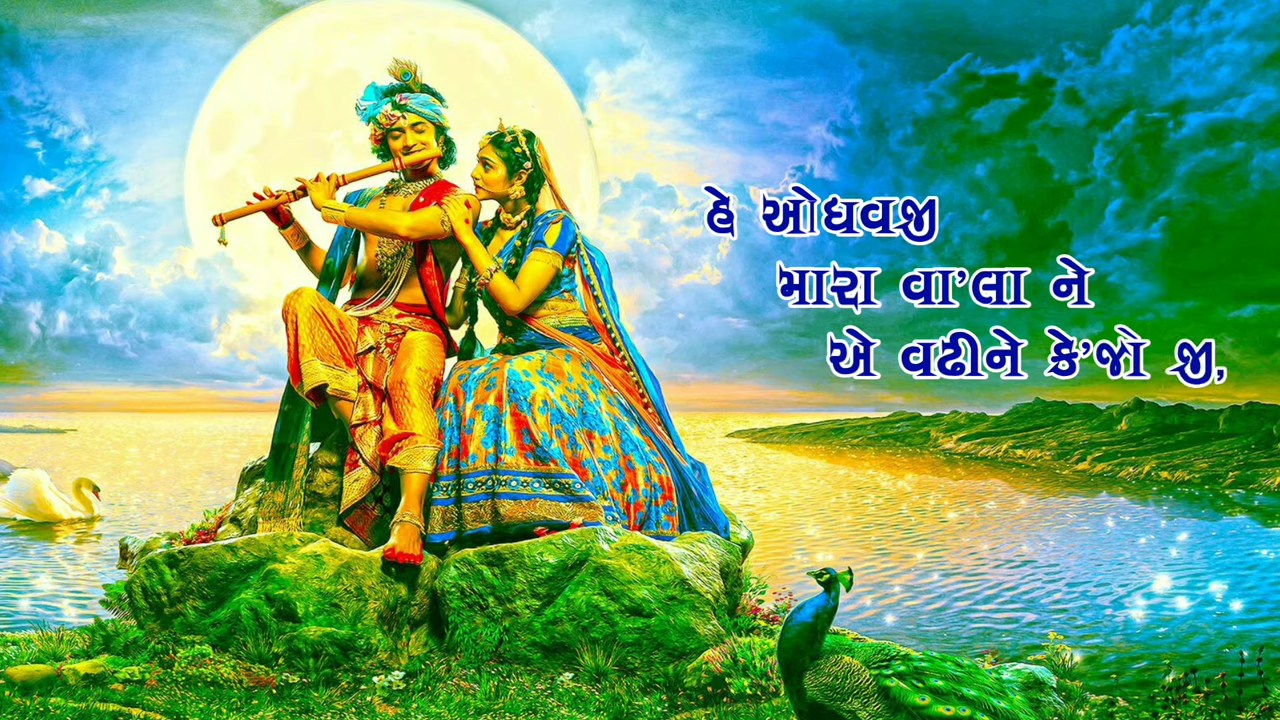 હે ઓધવજી
મારા વા’લા ને
એ વઢીને કે’જો જી,